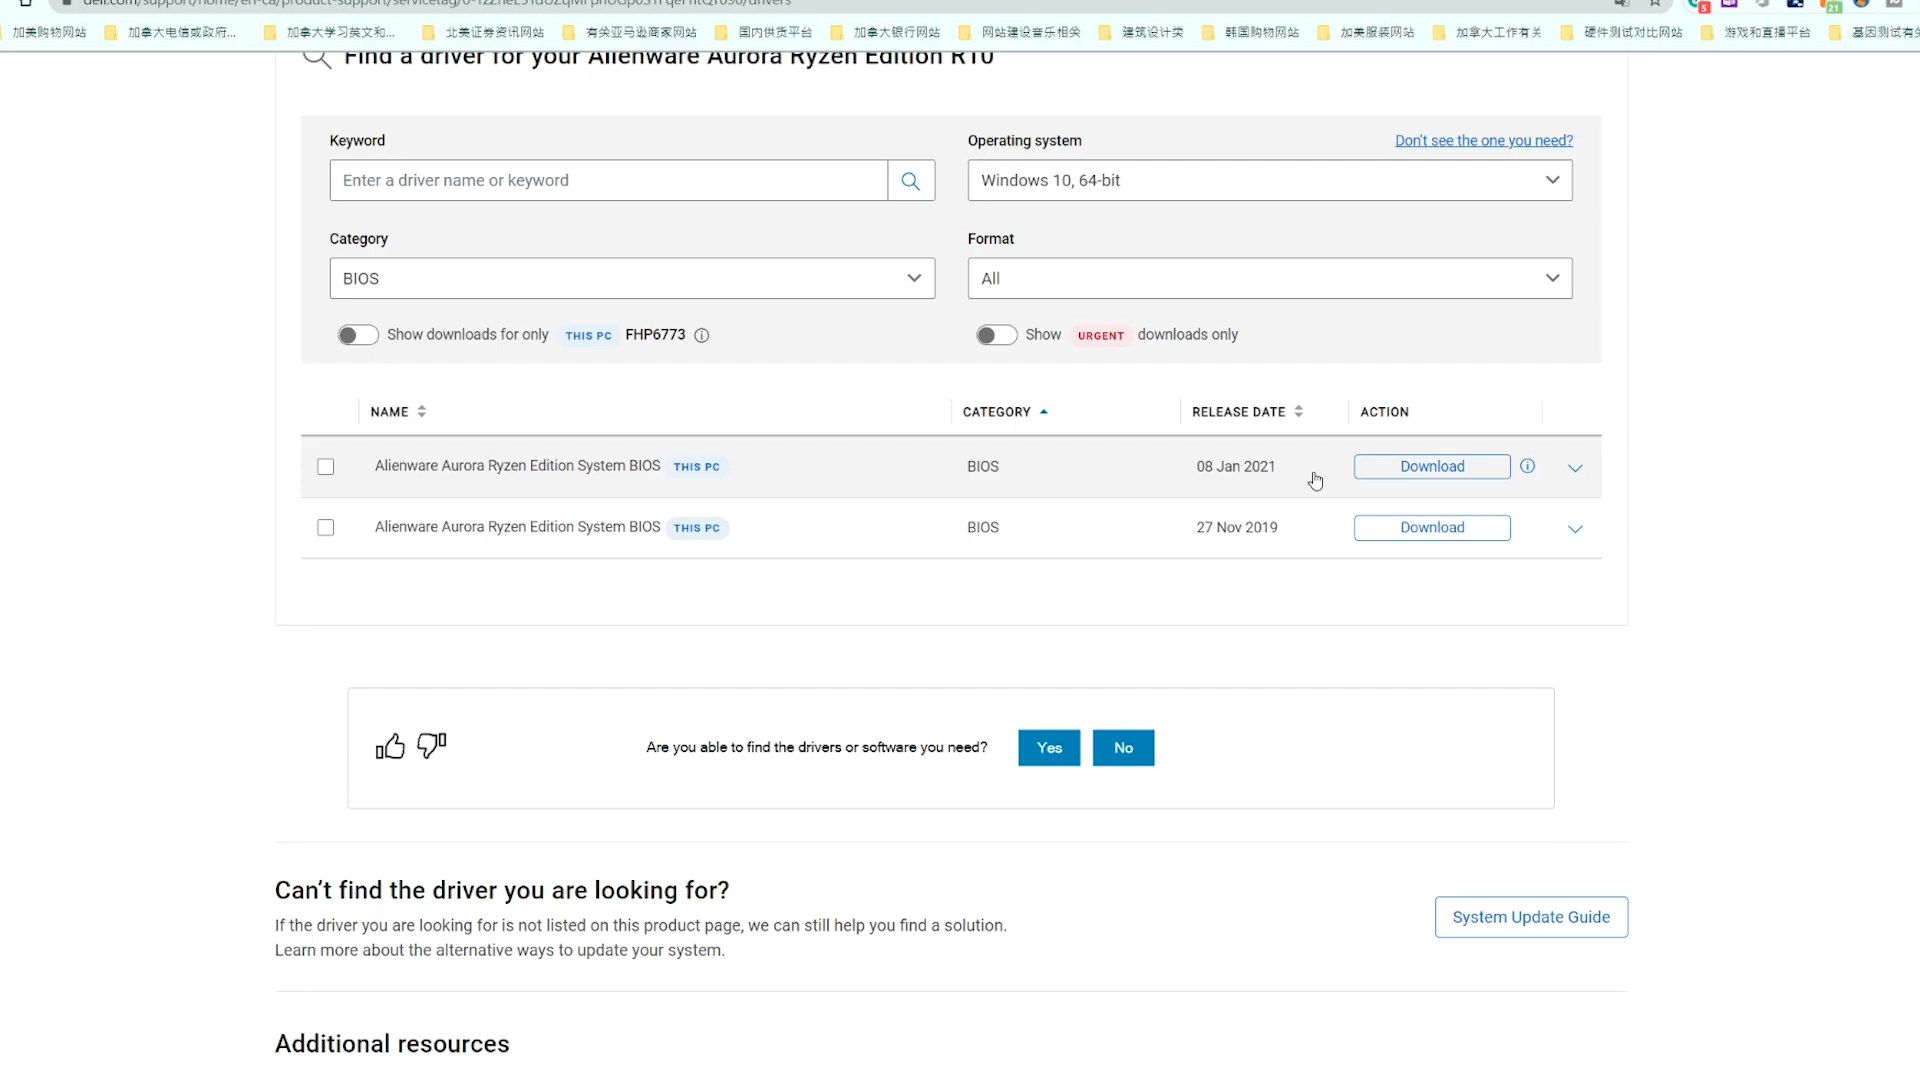 加美购物网站 加拿大电信或政府... 加拿大学习英文和... 北美证券资讯网站 有关亚马逊商家网站 国内供货平台 加拿大银行网站 网站建设音乐相关 建筑设计类 韩国购物网站 加美服装网站 加拿大工作有关 硬件测试对比网站 游戏和直播平台 基因测试有关
Find a driver for your Alienware Aurora Ryzen Edition R10
Keyword
Operating system
Don't see the one you need?
Enter a driver name or keyword
Windows 10, 64-bit
Category
Format
BIOS
All
Show downloads for only THIS PC FHP6773
Show URGENT downloads only
NAME CATEGORY RELEASE DATE ACTION
Alienware Aurora Ryzen Edition System BIOS THIS PC BIOS 08 Jan 2021 Download
Alienware Aurora Ryzen Edition System BIOS THIS PC BIOS 27 Nov 2019 Download
Are you able to find the drivers or software you need? Yes No
Can’t find the driver you are looking for?
If the driver you are looking for is not listed on this product page, we can still help you find a solution.
Learn more about the alternative ways to update your system.
System Update Guide
Additional resources